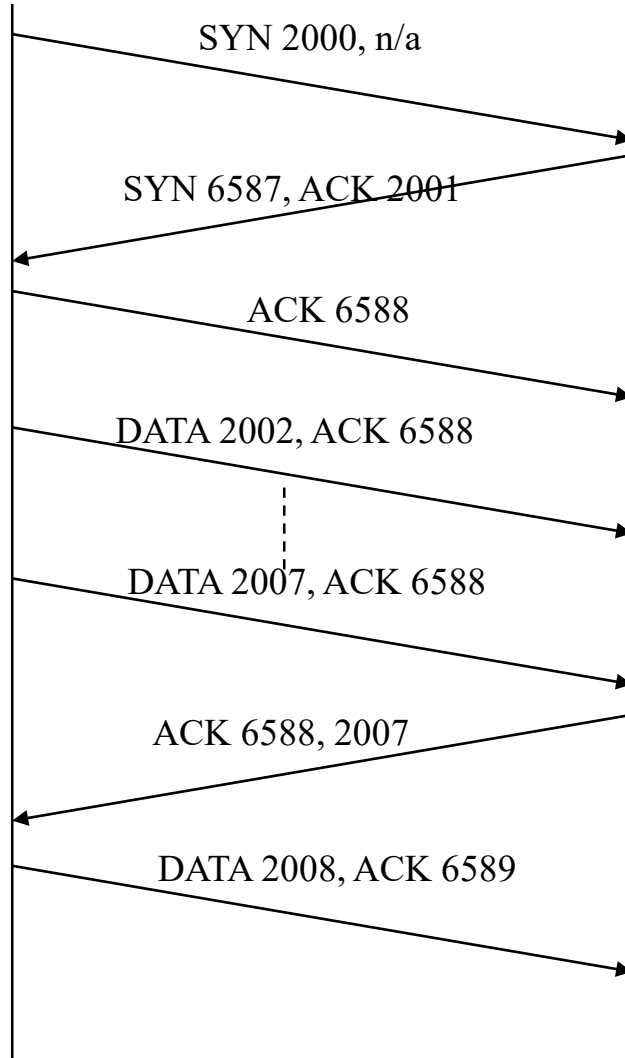 SYN 2000, n/a
SYN 6587, ACK 2001
ACK 6588
DATA 2002, ACK 6588
DATA 2007, ACK 6588
ACK 6588, 2007
DATA 2008, ACK 6589